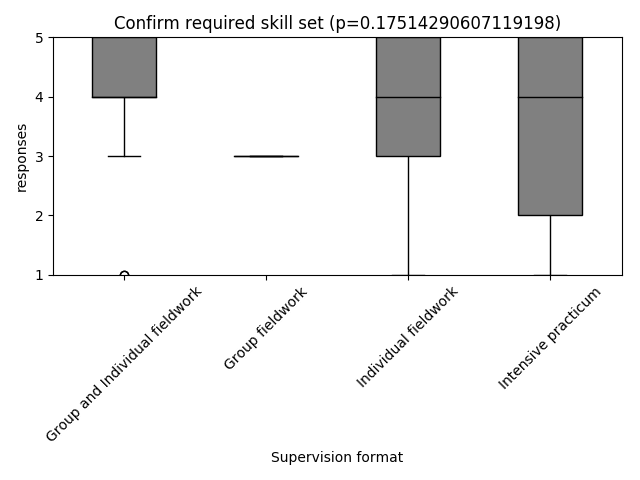 Confirm required skill set (p=0.17514290607119198)
responses
5
4
3
2
1
Group and Individual fieldwork
Group fieldwork
Individual fieldwork
Intensive practicum
Supervision format